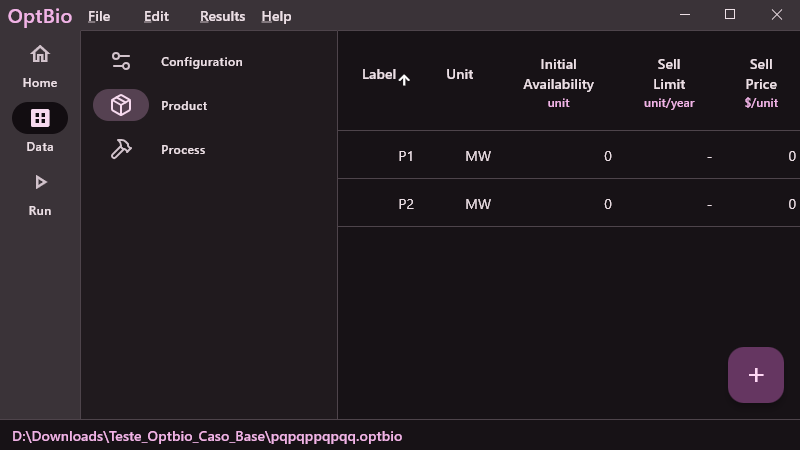 OptBio File Edit Results Help
Home
Data
Run
Configuration
Product
Process
Label Unit Initial Availability unit Sell Limit unit/year Sell Price $/unit
P1 MW 0 - 0
P2 MW 0 - 0
+
D:\Downloads\Teste_Optbio_Caso_Base\pqpqppqpqq.optbio